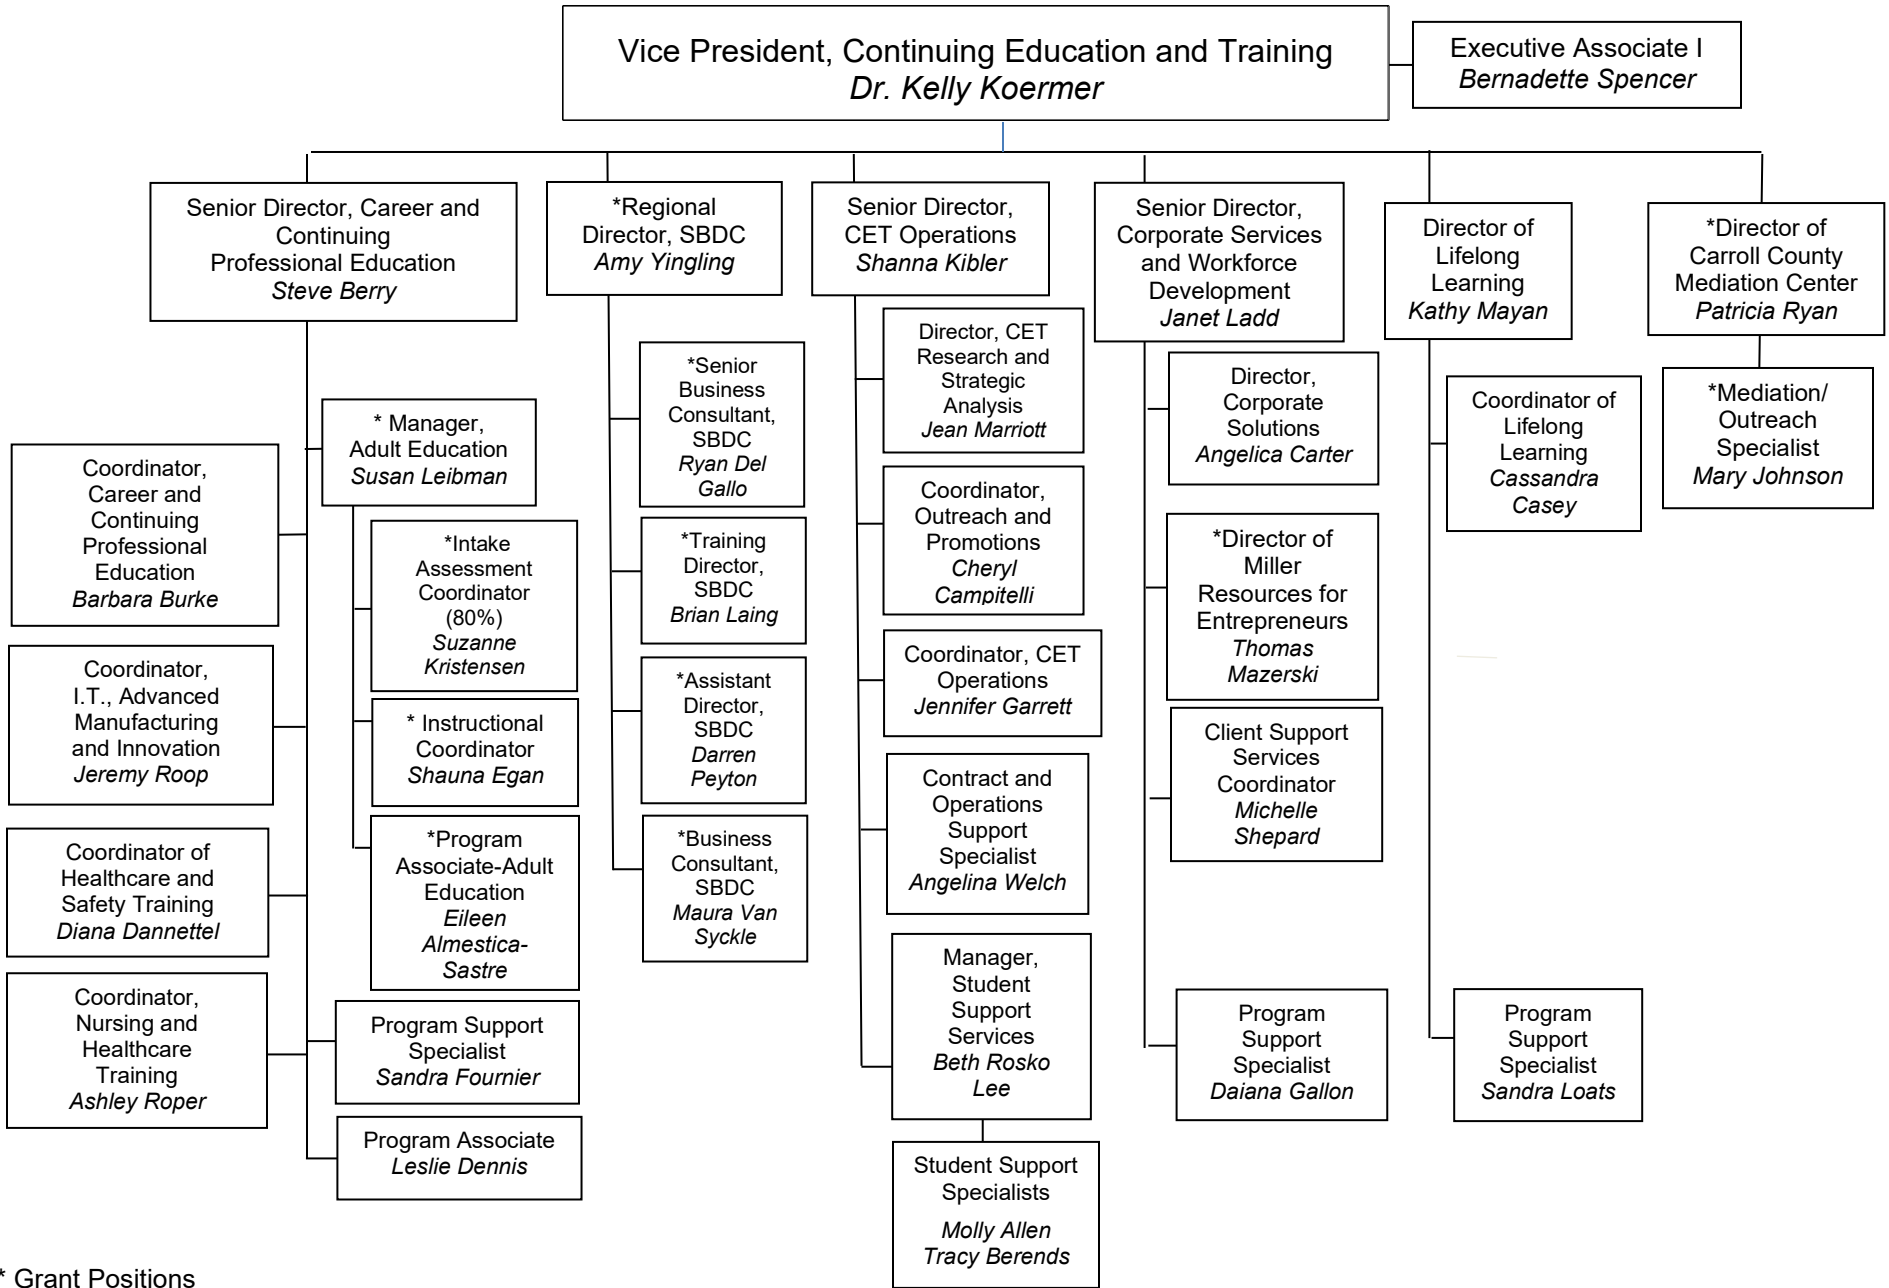 Vice President, Continuing Education and Training
Dr. Kelly Koermer
Executive Associate I
Bernadette Spencer
Senior Director, Career and
Continuing
Professional Education
Steve Berry
*Regional
Director, SBDC
Amy Yingling
Senior Director,
CET Operations
Shanna Kibler
Senior Director,
Corporate Services
and Workforce
Development
Janet Ladd
Director of
Lifelong
Learning
Kathy Mayan
*Director of
Carroll County
Mediation Center
Patricia Ryan
Coordinator,
Career and
Continuing
Professional
Education
Barbara Burke
Coordinator,
I.T., Advanced
Manufacturing
and Innovation
Jeremy Roop
Coordinator of
Healthcare and
Safety Training
Diana Dannettel
Coordinator,
Nursing and
Healthcare
Training
Ashley Roper
* Manager,
Adult Education
Susan Leibman
*Intake
Assessment
Coordinator
(80%)
Suzanne
Kristensen
* Instructional
Coordinator
Shauna Egan
*Program
Associate-Adult
Education
Eileen
Almestica-
Sastre
Program Support
Specialist
Sandra Fournier
Program Associate
Leslie Dennis
*Senior
Business
Consultant,
SBDC
Ryan Del
Gallo
*Training
Director,
SBDC
Brian Laing
*Assistant
Director,
SBDC
Darren
Peyton
*Business
Consultant,
SBDC
Maura Van
Syckle
Director, CET
Research and
Strategic
Analysis
Jean Marriott
Coordinator,
Outreach and
Promotions
Cheryl
Campitelli
Coordinator, CET
Operations
Jennifer Garrett
Contract and
Operations
Support
Specialist
Angelina Welch
Manager,
Student
Support
Services
Beth Rosko
Lee
Student Support
Specialists
Molly Allen
Tracy Berends
Director,
Corporate
Solutions
Angelica Carter
*Director of
Miller
Resources for
Entrepreneurs
Thomas
Mazerski
Client Support
Services
Coordinator
Michelle
Shepard
Program
Support
Specialist
Daiana Gallon
Coordinator of
Lifelong
Learning
Cassandra
Casey
Program
Support
Specialist
Sandra Loats
*Mediation/
Outreach
Specialist
Mary Johnson
* Grant Positions